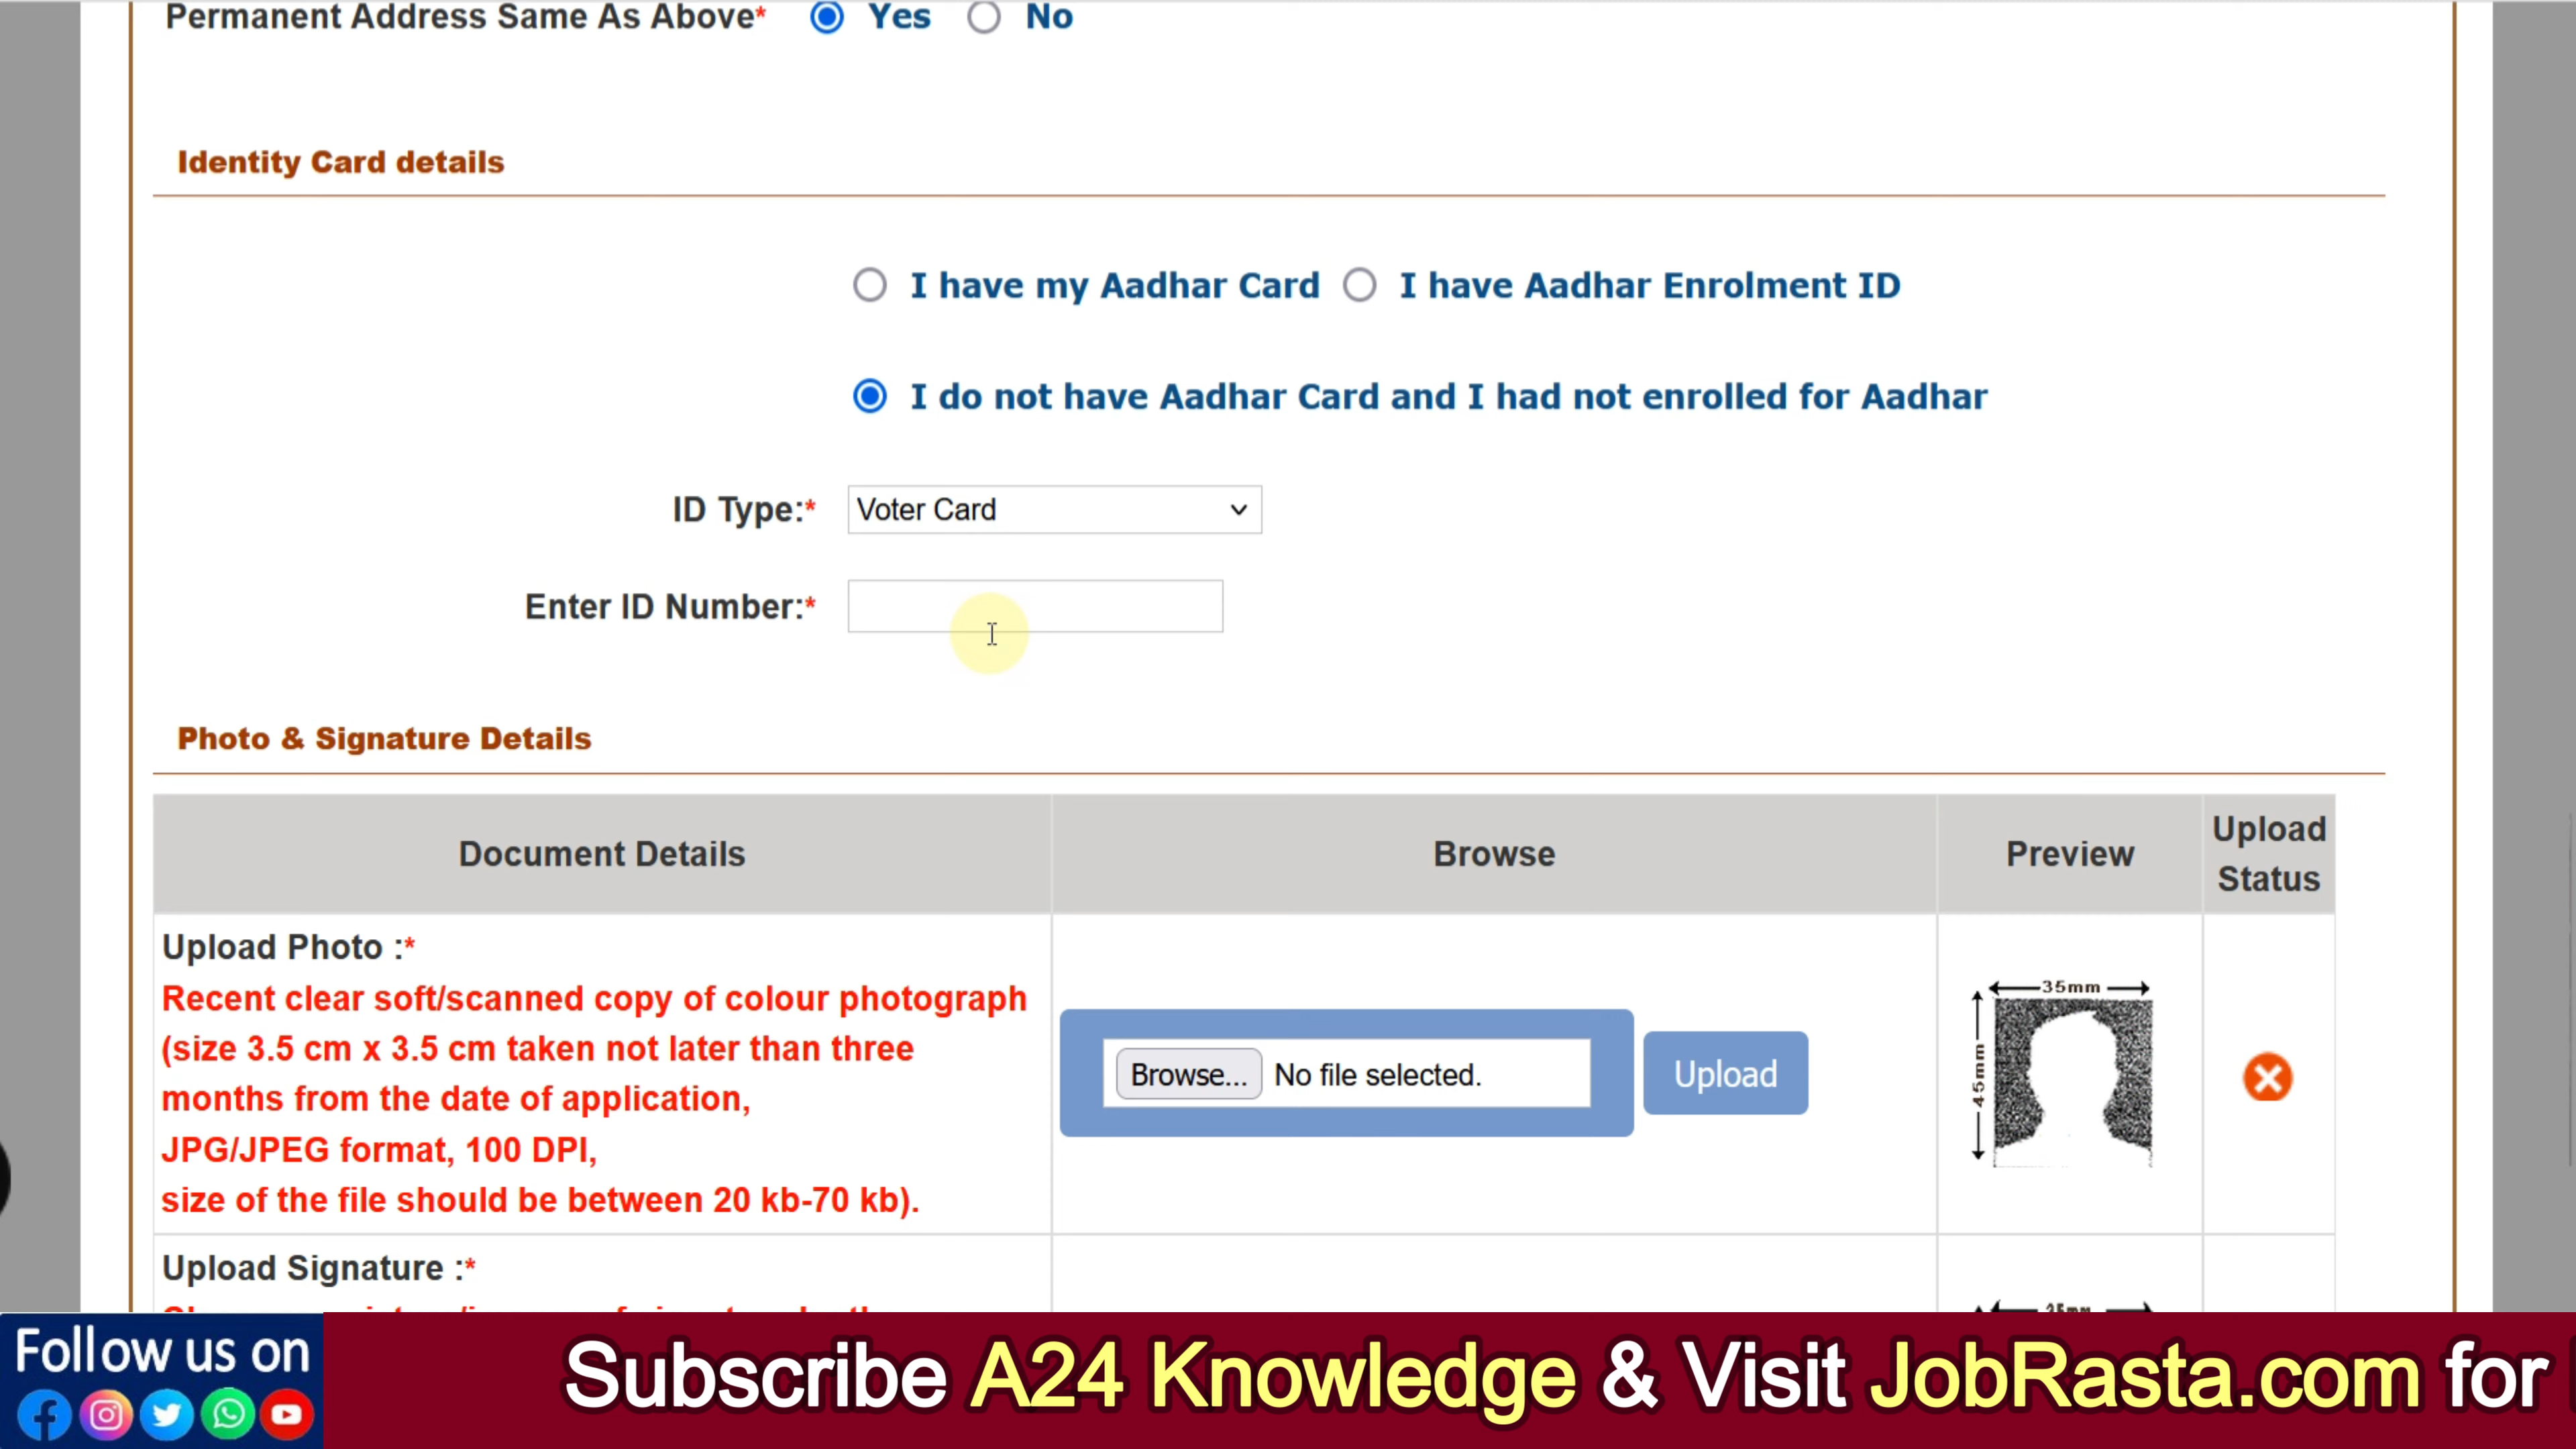 Permanent Address Same As Above* Yes No
Identity Card details
I have my Aadhar Card I have Aadhar Enrolment ID
I do not have Aadhar Card and I had not enrolled for Aadhar
ID Type:* Voter Card
Enter ID Number:*
Photo & Signature Details
Document Details Browse Preview Upload Status
Upload Photo :*
Recent clear soft/scanned copy of colour photograph
(size 3.5 cm x 3.5 cm taken not later than three
months from the date of application,
JPG/JPEG format, 100 DPI,
size of the file should be between 20 kb-70 kb).
Browse... No file selected. Upload
35mm
45mm
Upload Signature :*
35mm
Follow us on
Subscribe A24 Knowledge & Visit JobRasta.com for